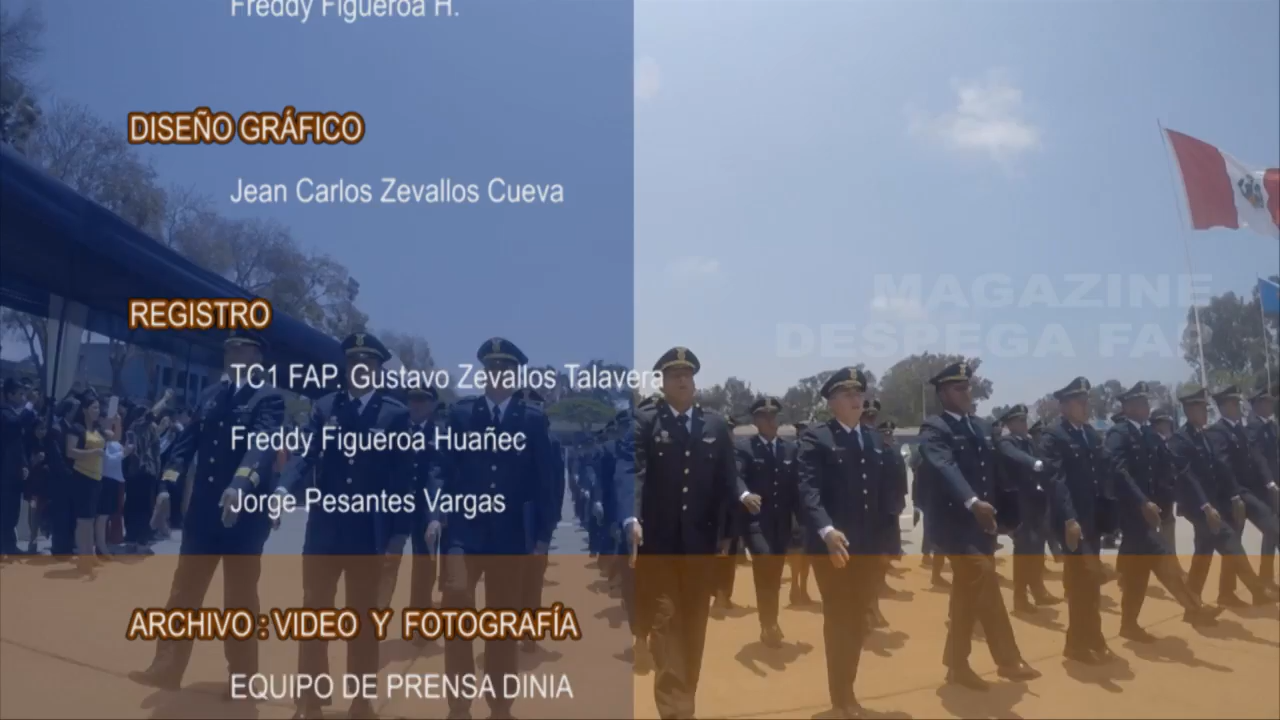 Freddy Figueroa H.
DISEÑO GRÁFICO
Jean Carlos Zevallos Cueva
REGISTRO
TC1 FAP. Gustavo Zevallos Talavera
Freddy Figueroa Huañec
Jorge Pesantes Vargas
ARCHIVO : VIDEO Y FOTOGRAFÍA
EQUIPO DE PRENSA DINIA
MAGAZINE
DESPEGA FAP